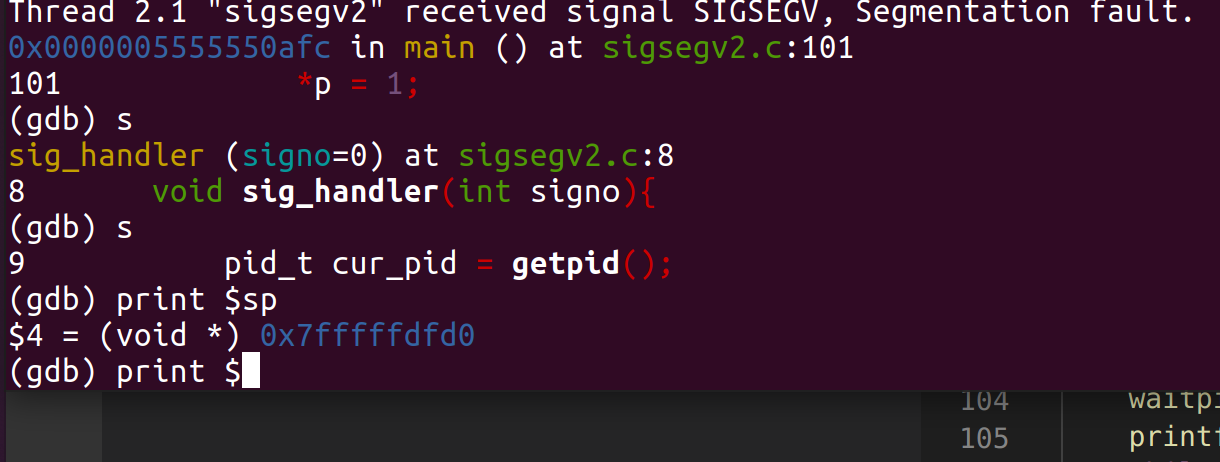 Thread 2.1 "sigsegv2" received signal SIGSEGV, Segmentation fault.
0x0000005555550afc in main () at sigsegv2.c:101
101 *p = 1;
(gdb) s
sig_handler (signo=0) at sigsegv2.c:8
8 void sig_handler(int signo){
(gdb) s
9 pid_t cur_pid = getpid();
(gdb) print $sp
$4 = (void *) 0x7fffffdfd0
(gdb) print $
104 waitpi
105 print